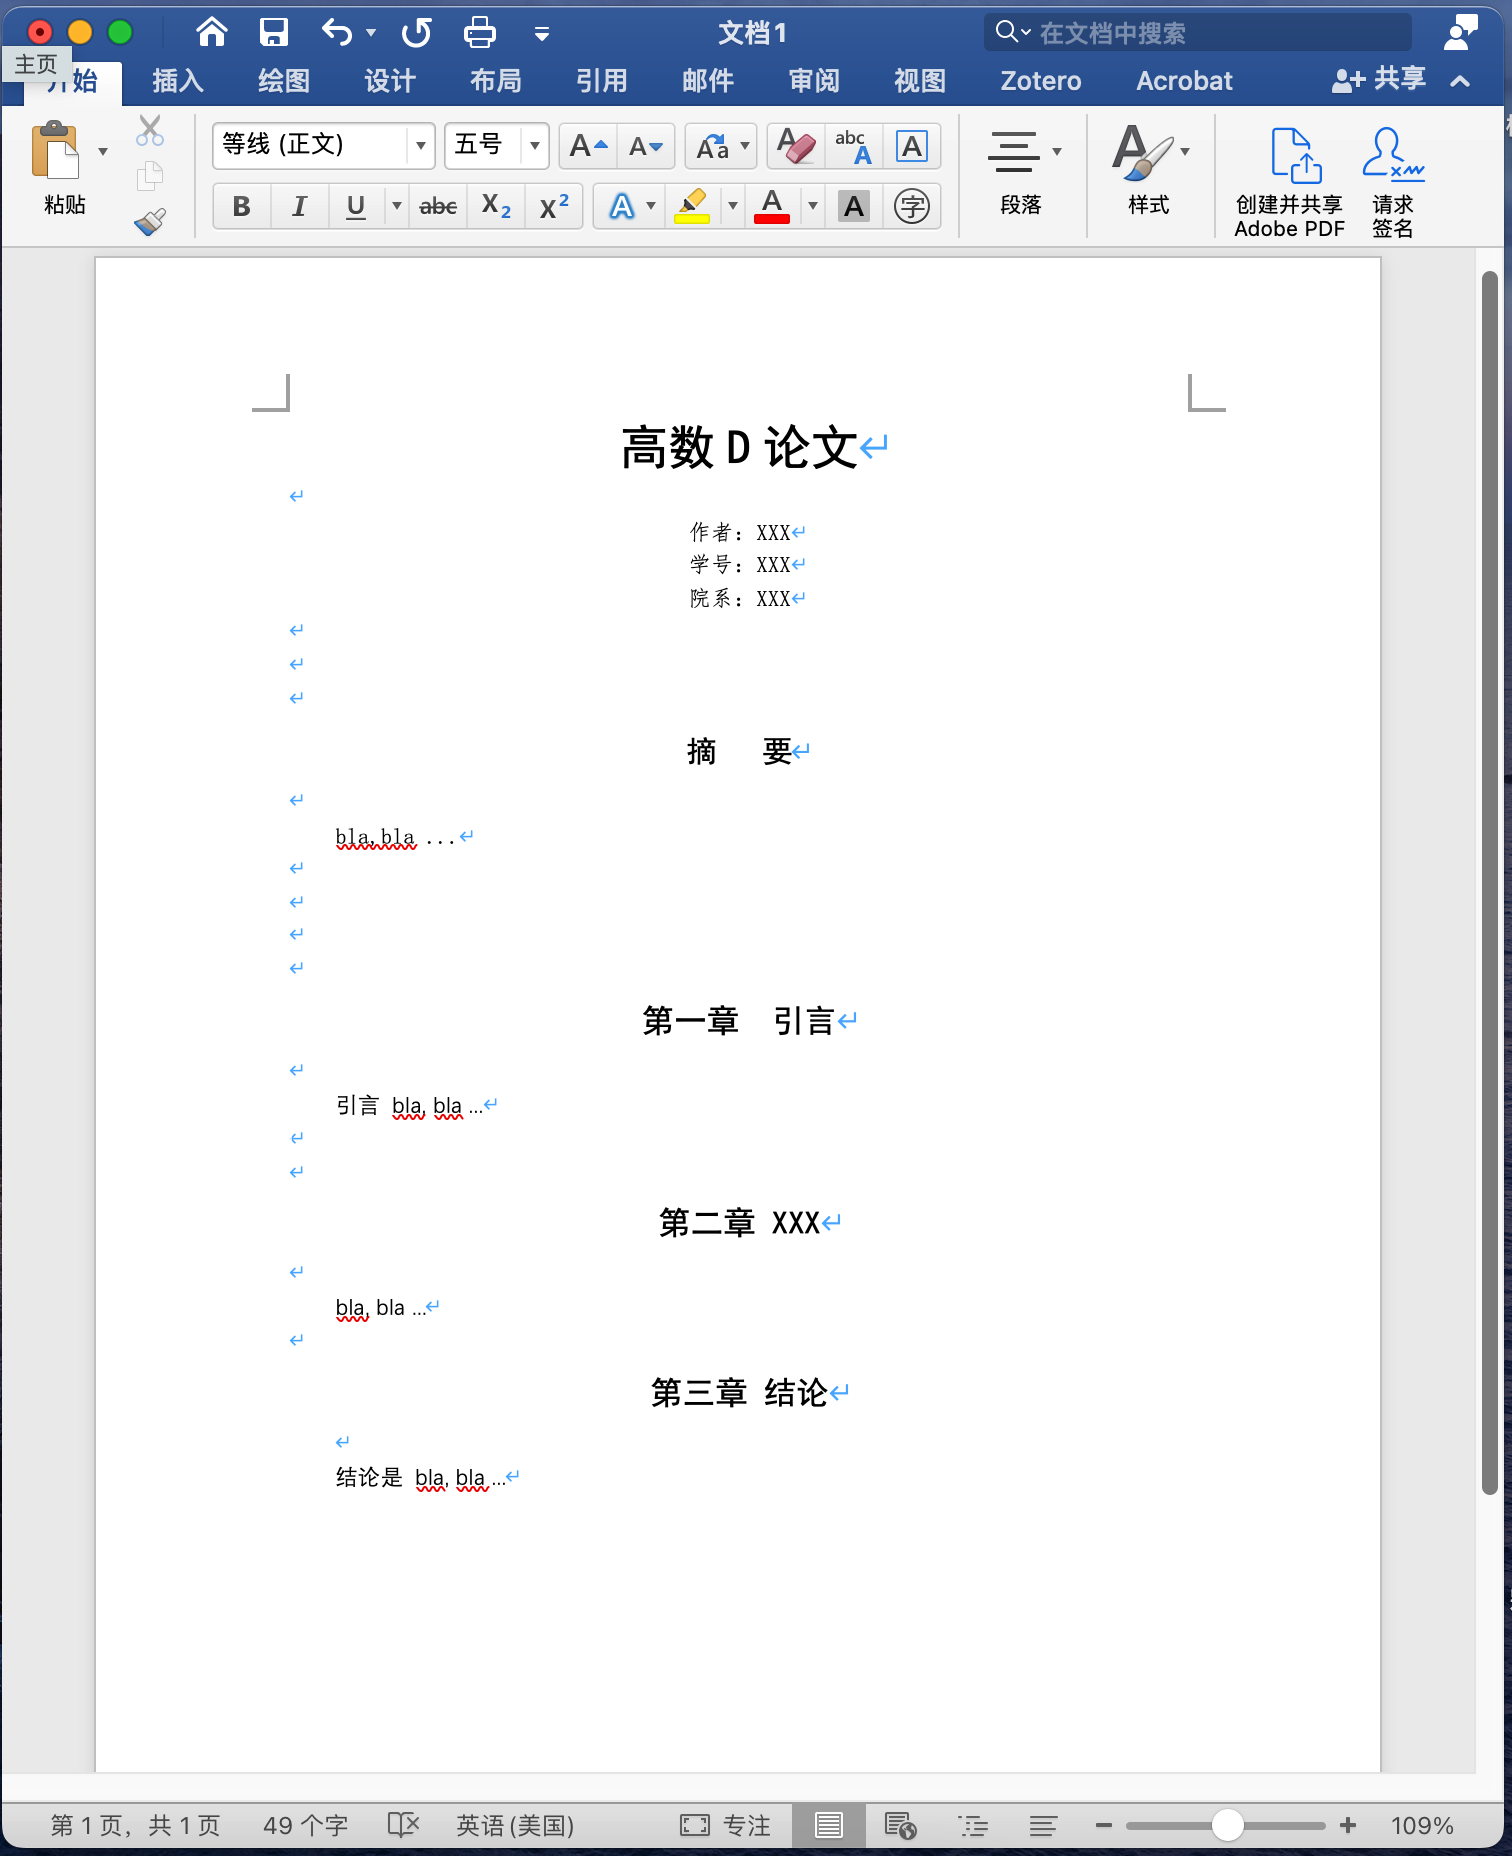 文档1
在文档中搜索
主页
开始 插入 绘图 设计 布局 引用 邮件 审阅 视图 Zotero Acrobat 共享
等线 (正文) 五号 A A Aa A abc A A
粘贴 段落 样式 创建并共享 Adobe PDF 请求 签名
B I U abc X2 X2 A A A 字
高数 D 论文
作者：XXX
学号：XXX
院系：XXX
摘 要
bla,bla ...
第一章 引言
引言 bla, bla ...
第二章 XXX
bla, bla ...
第三章 结论
结论是 bla, bla ...
第 1 页，共 1 页 49 个字 英语 (美国) 专注 109%